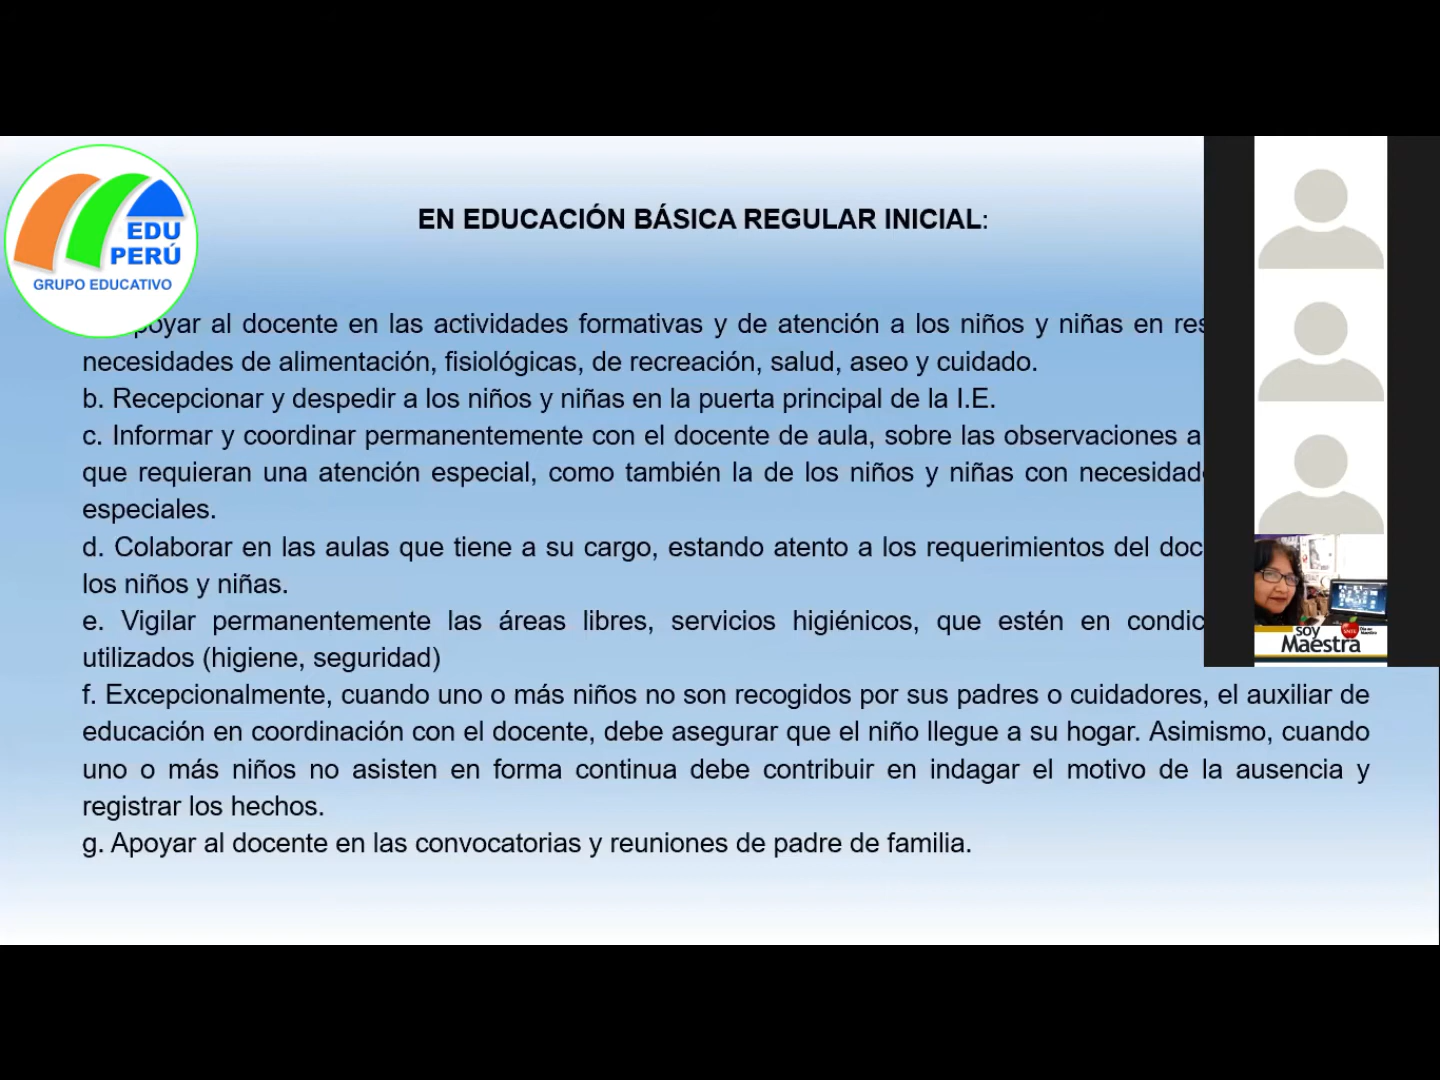 EDU
PERÚ
GRUPO EDUCATIVO
EN EDUCACIÓN BÁSICA REGULAR INICIAL:
al docente en las actividades formativas y de atención a los niños y niñas en
necesidades de alimentación, fisiológicas, de recreación, salud, aseo y cuidado.
b. Recepcionar y despedir a los niños y niñas en la puerta principal de la I.E.
c. Informar y coordinar permanentemente con el docente de aula, sobre las observaciones a
que requieran una atención especial, como también la de los niños y niñas con
especiales.
d. Colaborar en las aulas que tiene a su cargo, estando atento a los requerimientos del
los niños y niñas.
e. Vigilar permanentemente las áreas libres, servicios higiénicos, que estén en
utilizados (higiene, seguridad)
f. Excepcionalmente, cuando uno o más niños no son recogidos por sus padres o cuidadores, el auxiliar de
educación en coordinación con el docente, debe asegurar que el niño llegue a su hogar. Asimismo, cuando
uno o más niños no asisten en forma continua debe contribuir en indagar el motivo de la ausencia y
registrar los hechos.
g. Apoyar al docente en las convocatorias y reuniones de padre de familia.
soy
Maestra